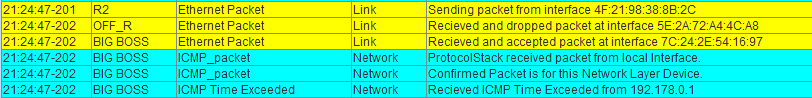 21:24:47-201 R2 Ethernet Packet Link Sending packet from interface 4F:21:98:38:8B:2C
21:24:47-202 OFF_R Ethernet Packet Link Recieved and dropped packet at interface 5E:2A:72:A4:4C:A8
21:24:47-202 BIG BOSS Ethernet Packet Link Recieved and accepted packet at interface 7C:24:2E:54:16:97
21:24:47-202 BIG BOSS ICMP_packet Network ProtocolStack received packet from local Interface.
21:24:47-202 BIG BOSS ICMP_packet Network Confirmed Packet is for this Network Layer Device.
21:24:47-202 BIG BOSS ICMP Time Exceeded Network Recieved ICMP Time Exceeded from 192.178.0.1